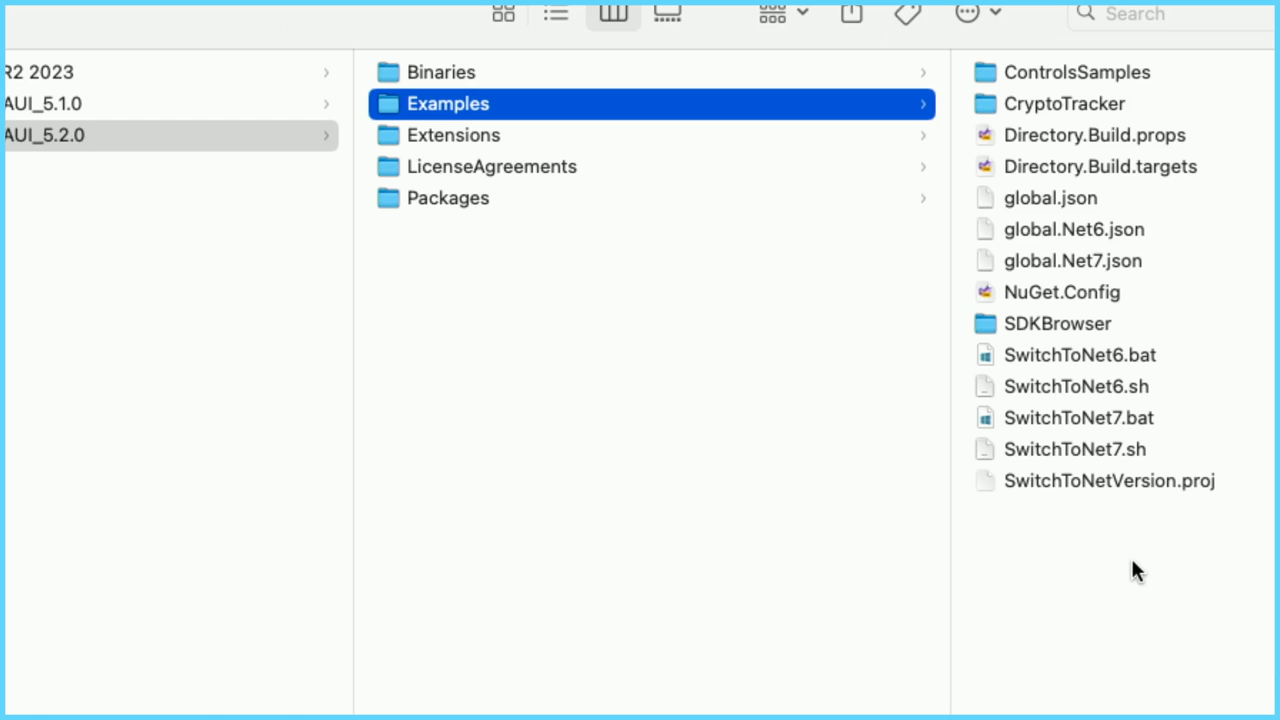 Search
R2 2023
AUI_5.1.0
AUI_5.2.0
Binaries
Examples
Extensions
LicenseAgreements
Packages
ControlsSamples
CryptoTracker
Directory.Build.props
Directory.Build.targets
global.json
global.Net6.json
global.Net7.json
NuGet.Config
SDKBrowser
SwitchToNet6.bat
SwitchToNet6.sh
SwitchToNet7.bat
SwitchToNet7.sh
SwitchToNetVersion.proj